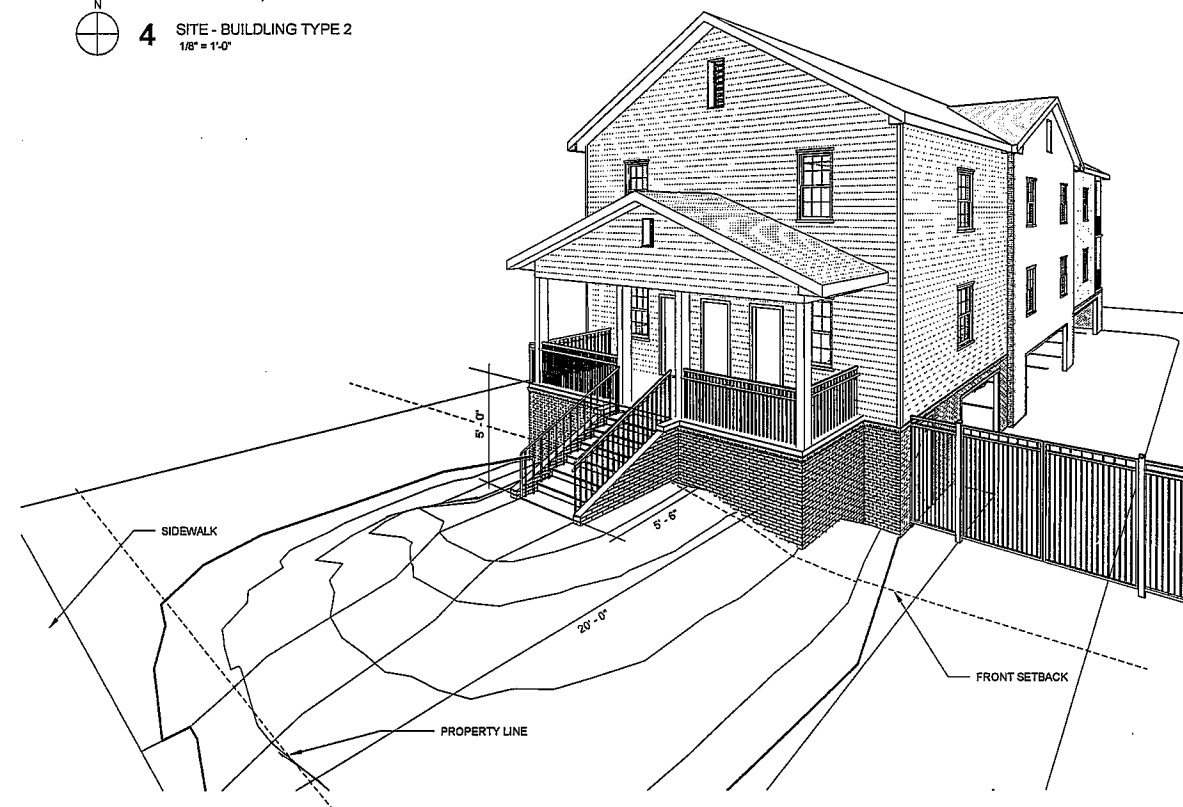 N
4 SITE - BUILDLING TYPE 2
1/8" = 1'-0"
5' - 0"
SIDEWALK
5' - 6"
20' - 0"
FRONT SETBACK
PROPERTY LINE